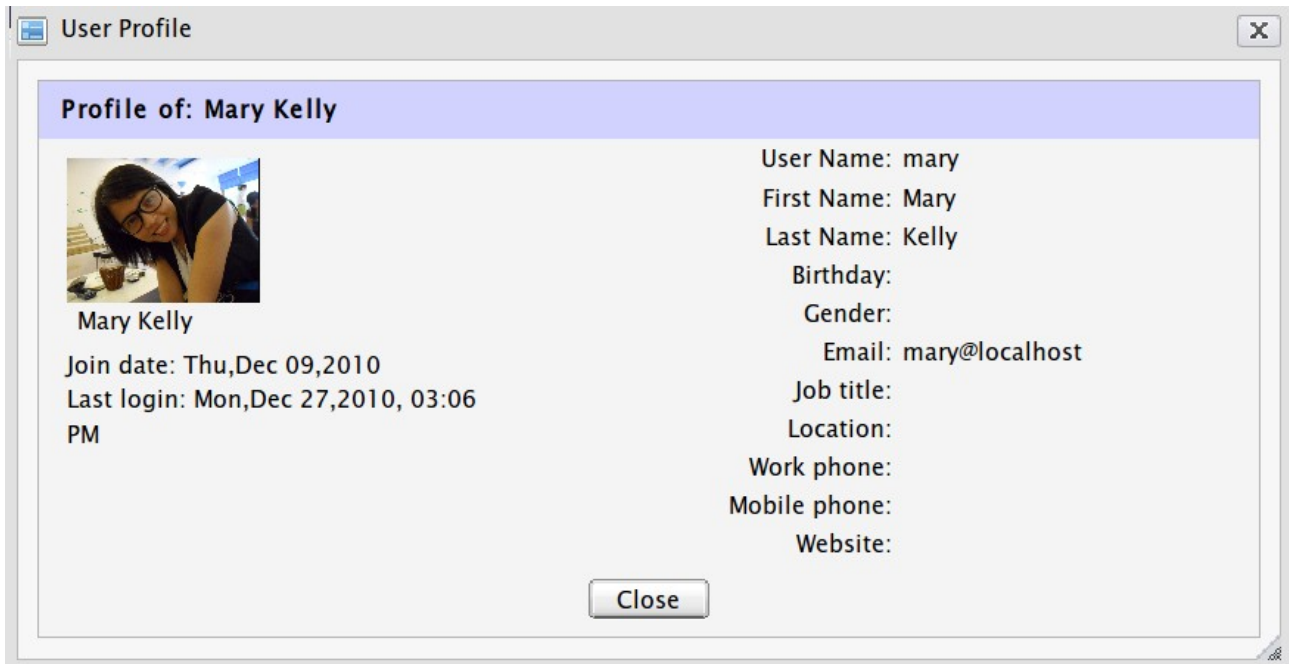 User Profile
Profile of: Mary Kelly
Mary Kelly
Join date: Thu,Dec 09,2010
Last login: Mon,Dec 27,2010, 03:06
PM
User Name: mary
First Name: Mary
Last Name: Kelly
Birthday:
Gender:
Email: mary@localhost
Job title:
Location:
Work phone:
Mobile phone:
Website:
Close